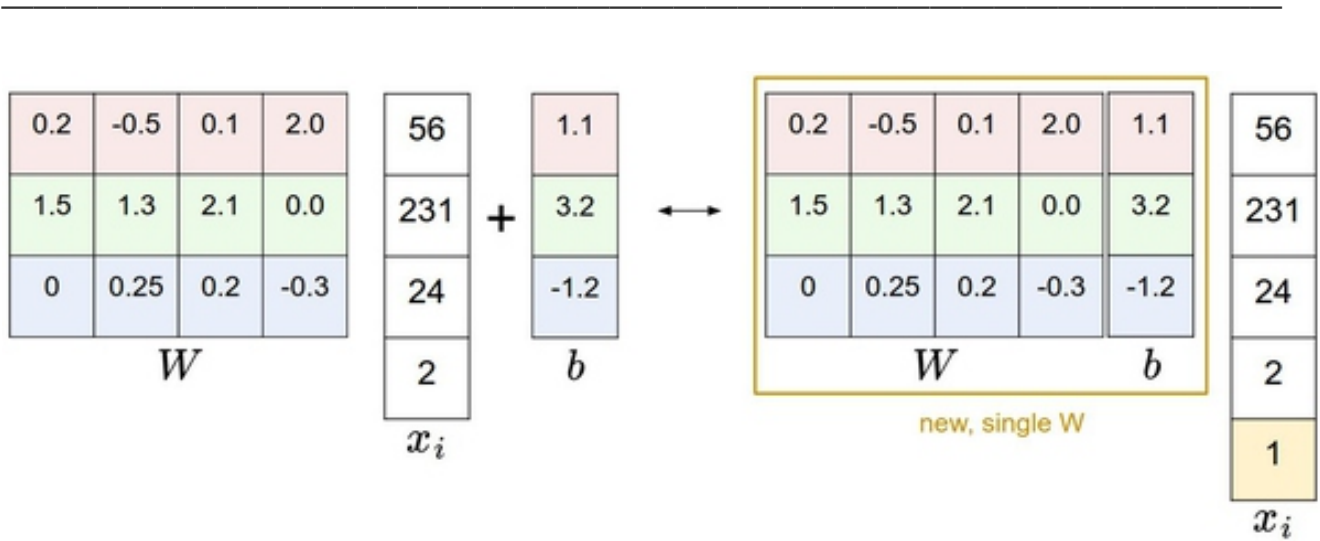 0.2 -0.5 0.1 2.0 56 1.1 0.2 -0.5 0.1 2.0 1.1 56
1.5 1.3 2.1 0.0 231 + 3.2 ↔ 1.5 1.3 2.1 0.0 3.2 231
0 0.25 0.2 -0.3 24 -1.2 0 0.25 0.2 -0.3 -1.2 24
W 2 b W b 2
x_i new, single W 1
x_i